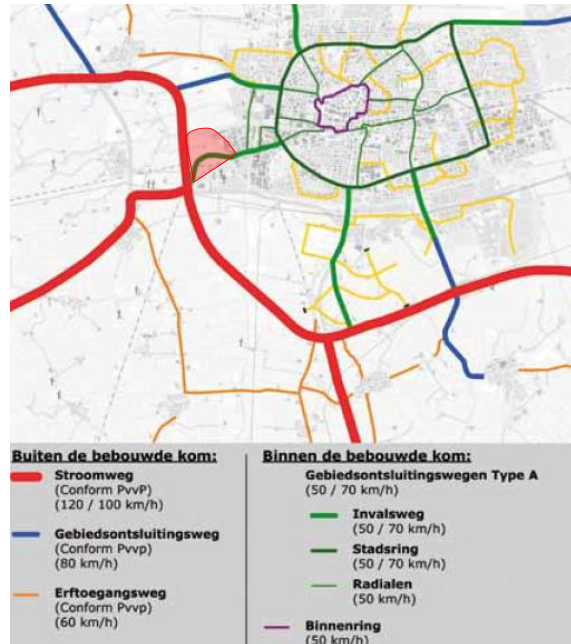 Buiten de bebouwde kom:
Stroomweg
(Conform PvvP)
(120 / 100 km/h)
Gebiedsontsluitingsweg
(Conform Pvvp)
(80 km/h)
Erftoegangsweg
(Conform Pvvp)
(60 km/h)
Binnen de bebouwde kom:
Gebiedsontsluitingswegen Type A
(50 / 70 km/h)
Invalsweg
(50 / 70 km/h)
Stadsring
(50 / 70 km/h)
Radialen
(50 km/h)
Binnenring
(50 km/h)